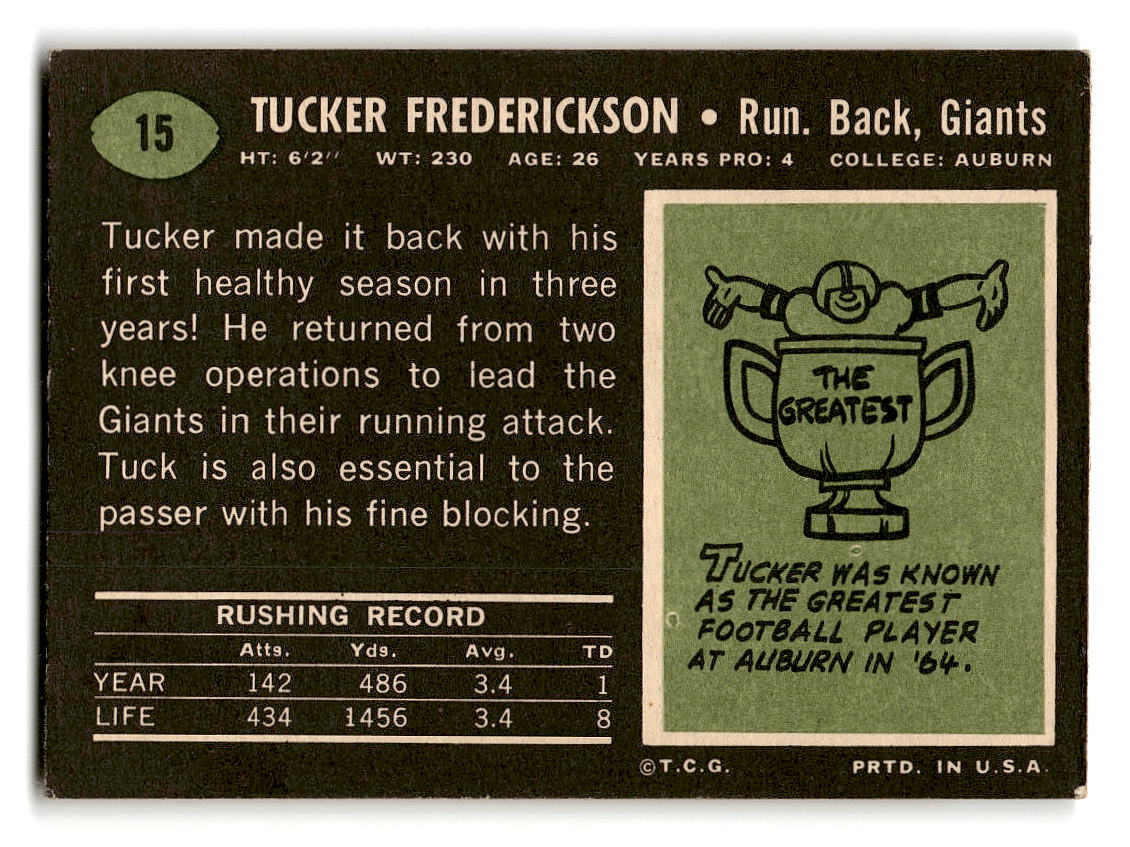 15
TUCKER FREDERICKSON • Run. Back, Giants
HT: 6'2" WT: 230 AGE: 26 YEARS PRO: 4 COLLEGE: AUBURN
Tucker made it back with his
first healthy season in three
years! He returned from two
knee operations to lead the
Giants in their running attack.
Tuck is also essential to the
passer with his fine blocking.
RUSHING RECORD
Atts. Yds. Avg. TD
YEAR 142 486 3.4 1
LIFE 434 1456 3.4 8
THE
GREATEST
TUCKER WAS KNOWN
AS THE GREATEST
FOOTBALL PLAYER
AT AUBURN IN '64.
©T.C.G. PRTD. IN U.S.A.